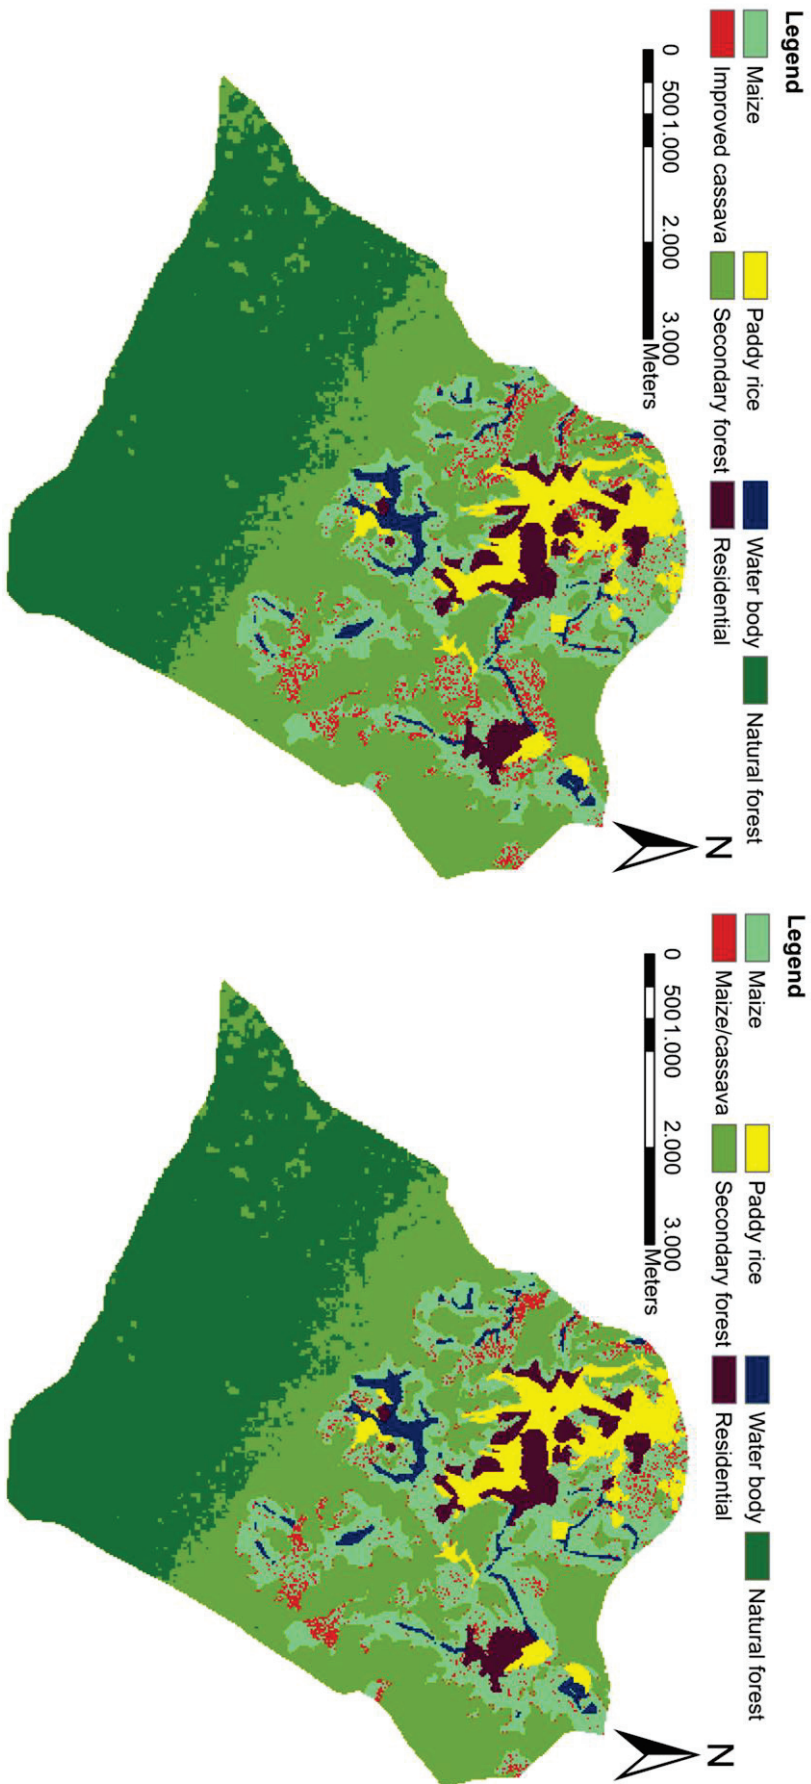 Legend
Maize
Paddy rice
Water body
Natural forest
Improved cassava
Secondary forest
Residential
0 500 1.000 2.000 3.000
Meters
N
Legend
Maize
Paddy rice
Water body
Natural forest
Maize/cassava
Secondary forest
Residential
0 500 1.000 2.000 3.000
Meters
N